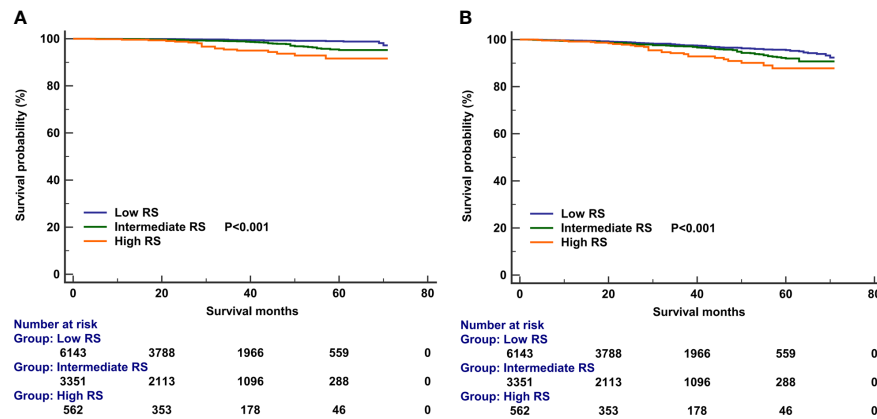 A
100
80
60
40
20
0
Survival probability (%)
Low RS
Intermediate RS P<0.001
High RS
0 20 40 60 80
Survival months
Number at risk
Group: Low RS
6143 3788 1966 559 0
Group: Intermediate RS
3351 2113 1096 288 0
Group: High RS
562 353 178 46 0
B
100
80
60
40
20
0
Survival probability (%)
Low RS
Intermediate RS P<0.001
High RS
0 20 40 60 80
Survival months
Number at risk
Group: Low RS
6143 3788 1966 559 0
Group: Intermediate RS
3351 2113 1096 288 0
Group: High RS
562 353 178 46 0